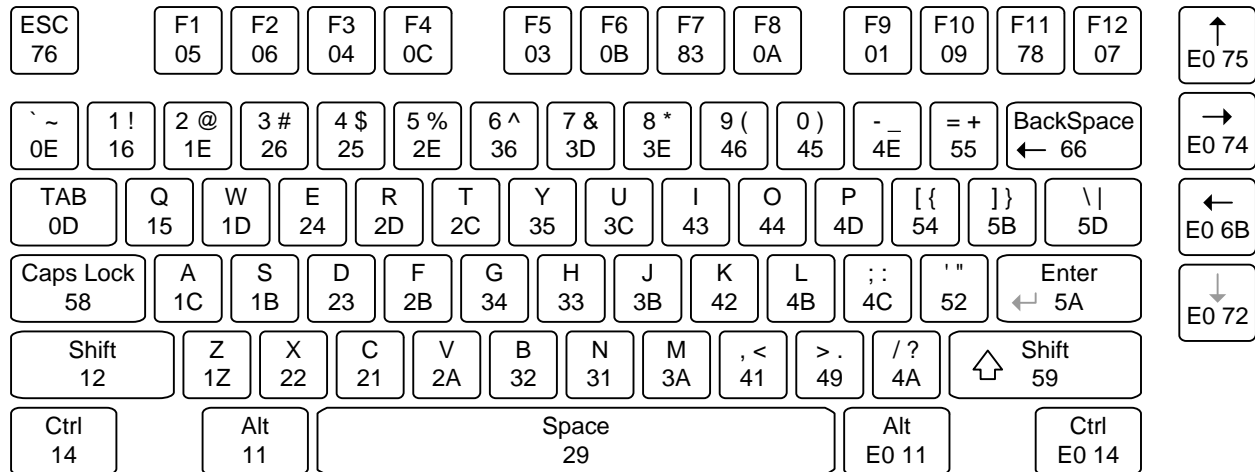 ESC F1 F2 F3 F4 F5 F6 F7 F8 F9 F10 F11 F12
76 05 06 04 0C 03 0B 83 0A 01 09 78 07 E0 75
` ~ 1 ! 2 @ 3 # 4 $ 5 % 6 ^ 7 & 8 * 9 ( 0 ) - _ = + BackSpace
0E 16 1E 26 25 2E 36 3D 3E 46 45 4E 55 66 E0 74
TAB Q W E R T Y U I O P [ { ] } \ |
0D 15 1D 24 2D 2C 35 3C 43 44 4D 54 5B 5D E0 6B
Caps Lock A S D F G H J K L ; : ' " Enter
58 1C 1B 23 2B 34 33 3B 42 4B 4C 52 5A E0 72
Shift Z X C V B N M , < > . / ? Shift
12 1Z 22 21 2A 32 31 3A 41 49 4A 59
Ctrl Alt Space Alt Ctrl
14 11 29 E0 11 E0 14